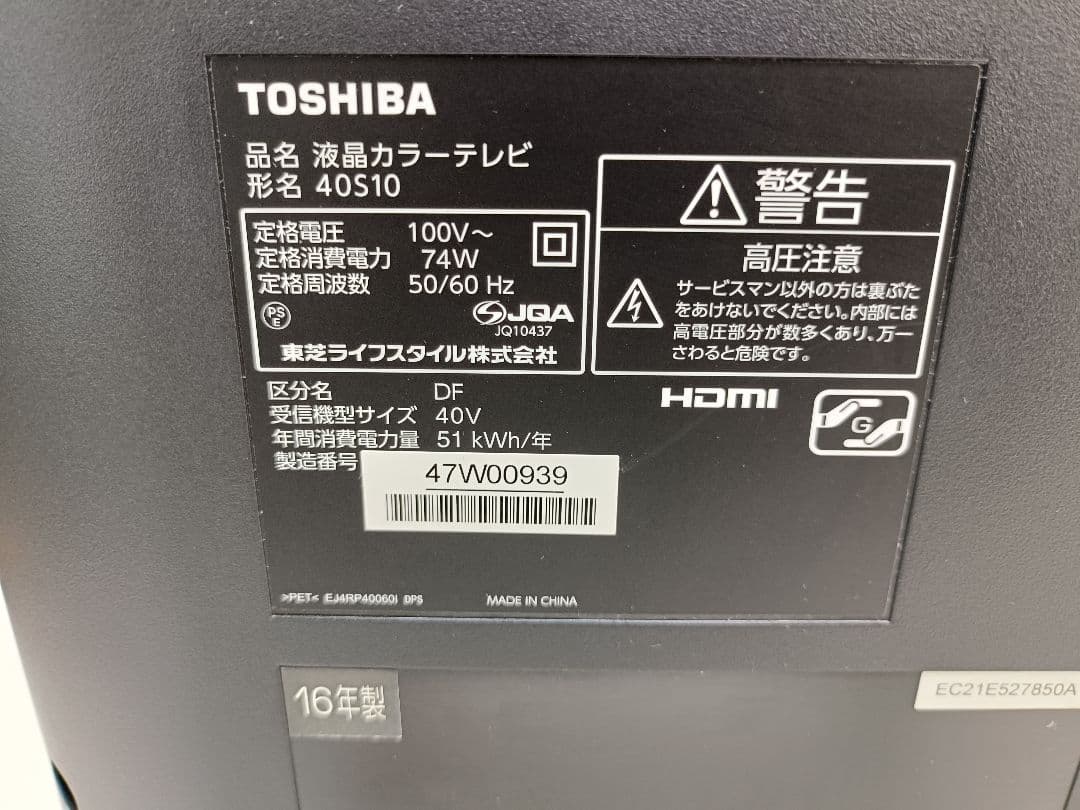 TOSHIBA
品名 液晶カラーテレビ
形名 40S10
定格電圧 100V～
定格消費電力 74W
定格周波数 50/60 Hz
PS
E
JQA
JQ10437
東芝ライフスタイル株式会社
警告
高圧注意
サービスマン以外の方は裏ぶた
をあけないでください。内部には
高電圧部分が数多くあり、万一
さわると危険です。
区分名 DF
受信機型サイズ 40V
年間消費電力量 51 kWh/年
製造番号
47W00939
HDMI
G
>PET< EJ4RP40060I DPS
MADE IN CHINA
16年製
EC21E527850A